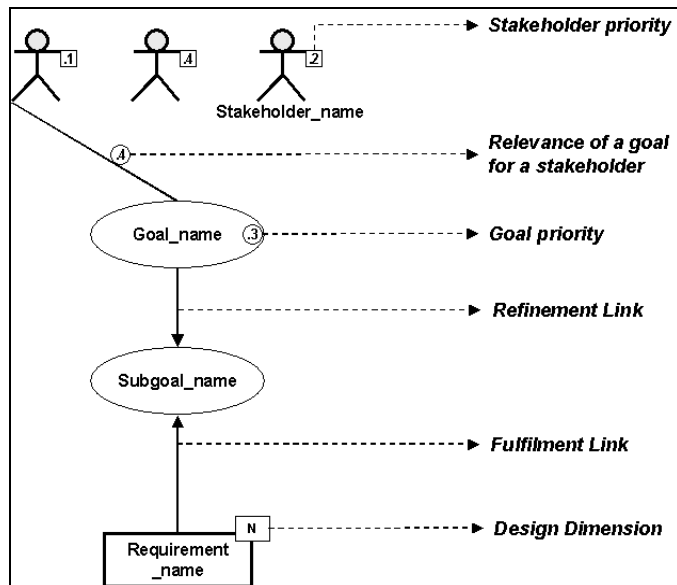 Stakeholder priority
.1
.4
.2
Stakeholder_name
Relevance of a goal
for a stakeholder
.4
Goal_name
.3
Goal priority
Refinement Link
Subgoal_name
Fulfilment Link
N
Design Dimension
Requirement
_name